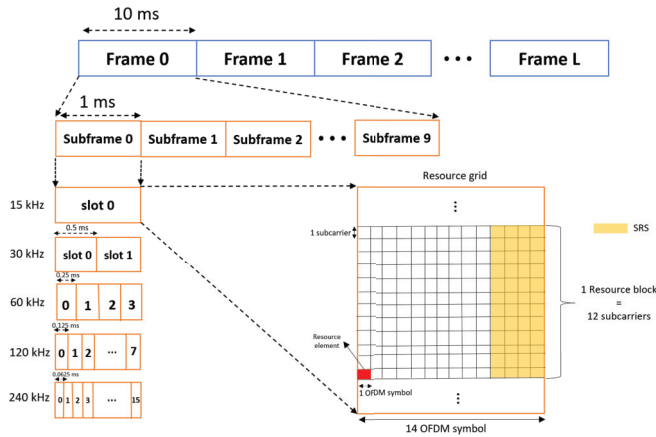 10 ms
Frame 0 Frame 1 Frame 2 ••• Frame L
1 ms
Subframe 0 Subframe 1 Subframe 2 ••• Subframe 9
15 kHz slot 0
0.5 ms
30 kHz slot 0 slot 1
0.25 ms
60 kHz 0 1 2 3
0.125 ms
120 kHz 0 1 2 ... 7
0.0625 ms
240 kHz 0 1 2 3 ... 15
Resource grid
⋮
1 subcarrier
SRS
1 Resource block
=
12 subcarriers
Resource
element
1 OFDM symbol
⋮
14 OFDM symbol